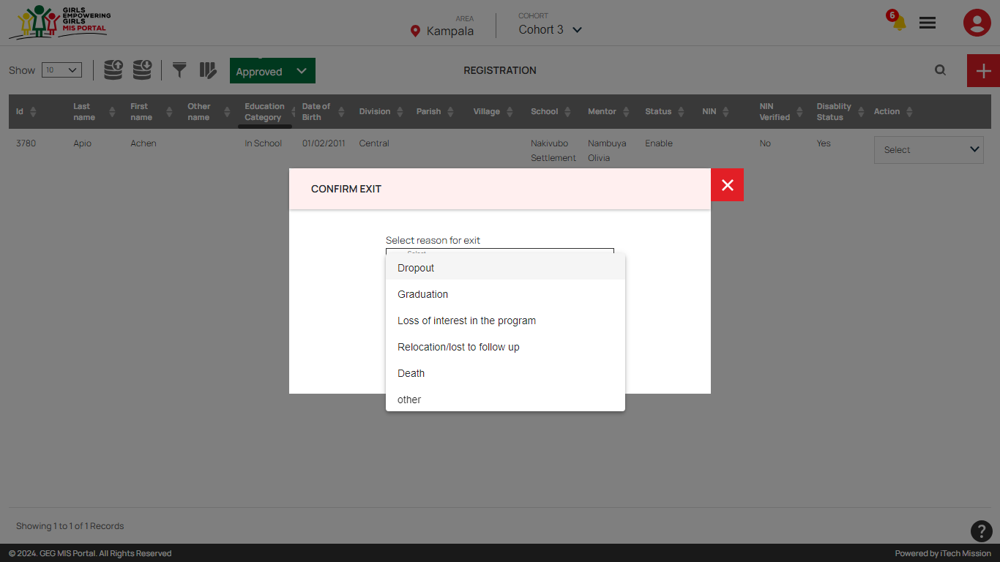 GIRLS
EMPOWERING
GIRLS
MIS PORTAL
AREA
Kampala
COHORT
Cohort 3
6
Show
10
Approved
REGISTRATION
Id
Last name
First name
Other name
Education Category
Date of Birth
Division
Parish
Village
School
Mentor
Status
NIN
NIN Verified
Disablity Status
Action
3780
Apio
Achen
In School
01/02/2011
Central
Nakivubo Settlement
Nambuya Olivia
Enable
No
Yes
Select
CONFIRM EXIT
Select reason for exit
Dropout
Graduation
Loss of interest in the program
Relocation/lost to follow up
Death
other
Showing 1 to 1 of 1 Records
?
© 2024. GEG MIS Portal. All Rights Reserved
Powered by iTech Mission